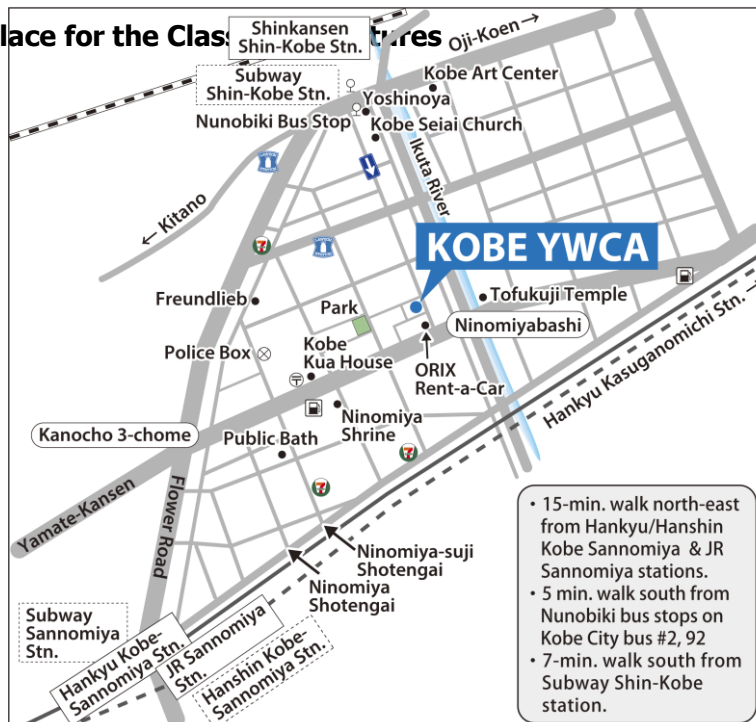 lace for the Class
tures
Shinkansen
Shin-Kobe Stn.
Oji-Koen →
Subway
Shin-Kobe Stn.
Kobe Art Center
Yoshinoya
Nunobiki Bus Stop
Kobe Seiai Church
Ikuta River
← Kitano
7
KOBE YWCA
Freundlieb
Park
Tofukuji Temple
Ninomiyabashi
Hankyu Kasuganomichi Stn. →
Police Box
Kobe
Kua House
ORIX
Rent-a-Car
Ninomiya
Shrine
Kanocho 3-chome
Public Bath
7
7
Yamate-Kansen
Flower Road
Ninomiya-suji
Shotengai
Ninomiya
Shotengai
Subway
Sannomiya
Stn.
Hankyu Kobe-
Sannomiya Stn.
JR Sannomiya
Stn.
Hanshin Kobe-
Sannomiya Stn.
・15-min. walk north-east
from Hankyu/Hanshin
Kobe Sannomiya & JR
Sannomiya stations.
・5 min. walk south from
Nunobiki bus stops on
Kobe City bus #2, 92
・7-min. walk south from
Subway Shin-Kobe
station.